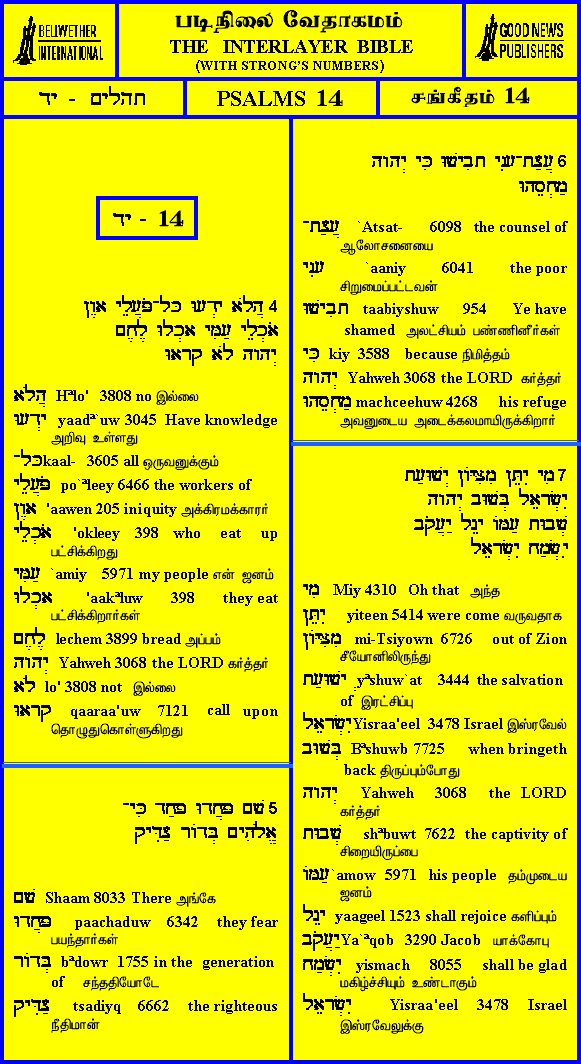 BELLWETHER
INTERNATIONAL
படிநிலை வேதாகமம்
THE INTERLAYER BIBLE
(WITH STRONG'S NUMBERS)
GOOD NEWS
PUBLISHERS
תהלים - יד
PSALMS 14
சங்கீதம் 14
יד - 14
4 הֲלֹא יָדְעוּ כָּל־פֹּעֲלֵי אָוֶן
אֹכְלֵי עַמִּי אָכְלוּ לֶחֶם
יְהוָה לֹא קָרָאוּ
הֲלֹא Hªlo' 3808 no இல்லை
יָדְעוּ yaadª`uw 3045 Have knowledge
அறிவு உள்ளது
כָּל־ kaal- 3605 all ஒருவனுக்கும்
פֹּעֲלֵי po`ªleey 6466 the workers of
אָוֶן 'aawen 205 iniquity அக்கிரமக்காரர்
אֹכְלֵי 'okleey 398 who eat up
பட்சிக்கிறது
עַמִּי `amiy 5971 my people என் ஜனம்
אָכְלוּ 'aakªluw 398 they eat
பட்சிக்கிறார்கள்
לֶחֶם lechem 3899 bread அப்பம்
יְהוָה Yahweh 3068 the LORD கர்த்தர்
לֹא lo' 3808 not இல்லை
קָרָאוּ qaaraa'uw 7121 call upon
தொழுதுகொள்ளுகிறது
5 שָׁם פָּחֲדוּ פָחַד כִּי־
אֱלֹהִים בְּדוֹר צַדִּיק
שָׁם Shaam 8033 There அங்கே
פָּחֲדוּ paachaduw 6342 they fear
பயந்தார்கள்
בְּדוֹר bªdowr 1755 in the generation
of சந்ததியோடே
צַדִּיק tsadiyq 6662 the righteous
நீதிமான்
6 עֲצַת־עָנִי תָבִישׁוּ כִּי יְהוָה
מַחְסֵהוּ
עֲצַת־ `Atsat- 6098 the counsel of
ஆலோசனையை
עָנִי `aaniy 6041 the poor
சிறுமைப்பட்டவன்
תָבִישׁוּ taabiyshuw 954 Ye have
shamed அலட்சியம் பண்ணினீர்கள்
כִּי kiy 3588 because நிமித்தம்
יְהוָה Yahweh 3068 the LORD கர்த்தர்
מַחְסֵהוּ machceehuw 4268 his refuge
அவனுடைய அடைக்கலமாயிருக்கிறார்
7 מִי יִתֵּן מִצִּיּוֹן יְשׁוּעַת
יִשְׂרָאֵל בְּשׁוּב יְהוָה
שְׁבוּת עַמּוֹ יָגֵל יַעֲקֹב
יִשְׂמַח יִשְׂרָאֵל
מִי Miy 4310 Oh that அந்த
יִתֵּן yiteen 5414 were come வருவதாக
מִצִּיּוֹן mi-Tsiyown 6726 out of Zion
சீயோனிலிருந்து
יְשׁוּעַת yªshuw`at 3444 the salvation
of இரட்சிப்பு
יִשְׂרָאֵל Yisraa'eel 3478 Israel இஸ்ரவேல்
בְּשׁוּב Bªshuwb 7725 when bringeth
back திருப்பும்போது
יְהוָה Yahweh 3068 the LORD
கர்த்தர்
שְׁבוּת shªbuwt 7622 the captivity of
சிறையிருப்பை
עַמּוֹ `amow 5971 his people தம்முடைய
ஜனம்
יָגֵל yaageel 1523 shall rejoice களிப்பும்
יַעֲקֹב Ya`ªqob 3290 Jacob யாக்கோபு
יִשְׂמַח yismach 8055 shall be glad
மகிழ்ச்சியும் உண்டாகும்
יִשְׂרָאֵל Yisraa'eel 3478 Israel
இஸ்ரவேலுக்கு